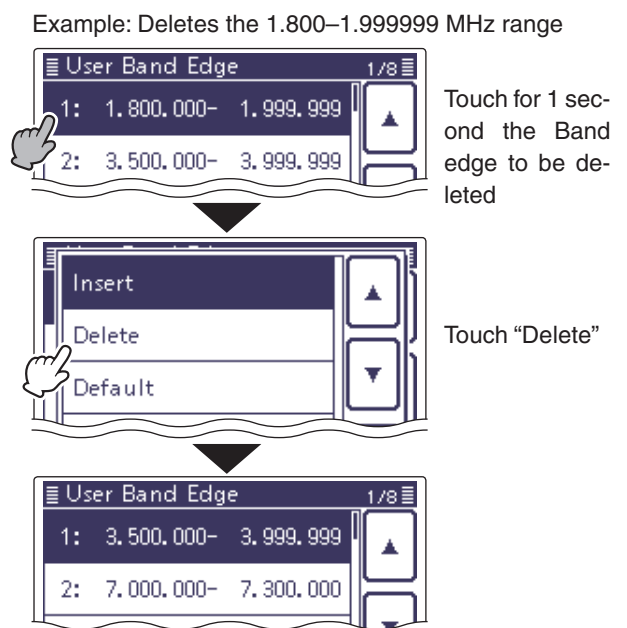 Example: Deletes the 1.800–1.999999 MHz range
User Band Edge 1/8
1: 1.800.000– 1.999.999
2: 3.500.000– 3.999.999
Touch for 1 sec-
ond the Band
edge to be de-
leted
Insert
Delete
Default
Touch “Delete”
User Band Edge 1/8
1: 3.500.000– 3.999.999
2: 7.000.000– 7.300.000